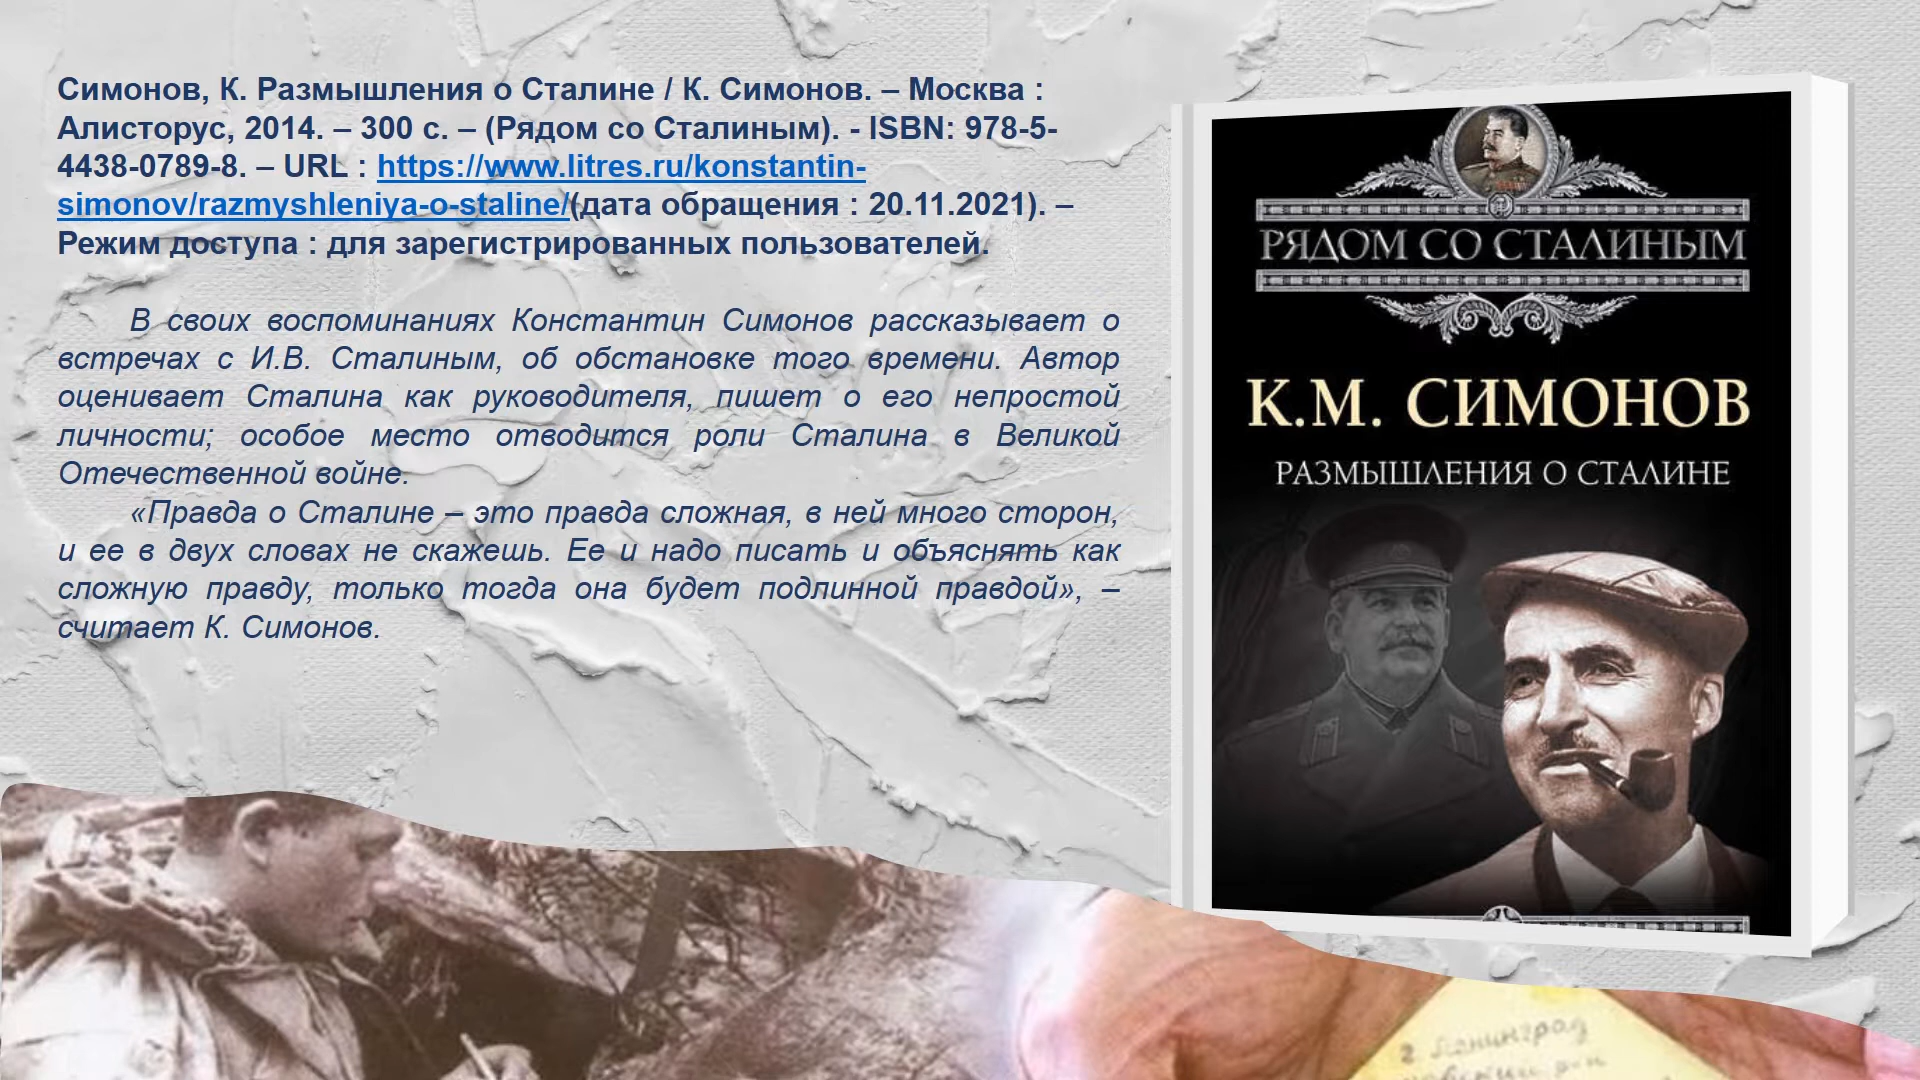 Симонов, К. Размышления о Сталине / К. Симонов. – Москва :
Алисторус, 2014. – 300 с. – (Рядом со Сталиным). - ISBN: 978-5-
4438-0789-8. – URL : https://www.litres.ru/konstantin-
simonov/razmyshleniya-o-staline/(дата обращения : 20.11.2021). –
Режим доступа : для зарегистрированных пользователей.
В своих воспоминаниях Константин Симонов рассказывает о
встречах с И.В. Сталиным, об обстановке того времени. Автор
оценивает Сталина как руководителя, пишет о его непростой
личности; особое место отводится роли Сталина в Великой
Отечественной войне.
«Правда о Сталине – это правда сложная, в ней много сторон,
и ее в двух словах не скажешь. Ее и надо писать и объяснять как
сложную правду, только тогда она будет подлинной правдой», –
считает К. Симонов.
РЯДОМ СО СТАЛИНЫМ
К.М. СИМОНОВ
РАЗМЫШЛЕНИЯ О СТАЛИНЕ
г Ленинград